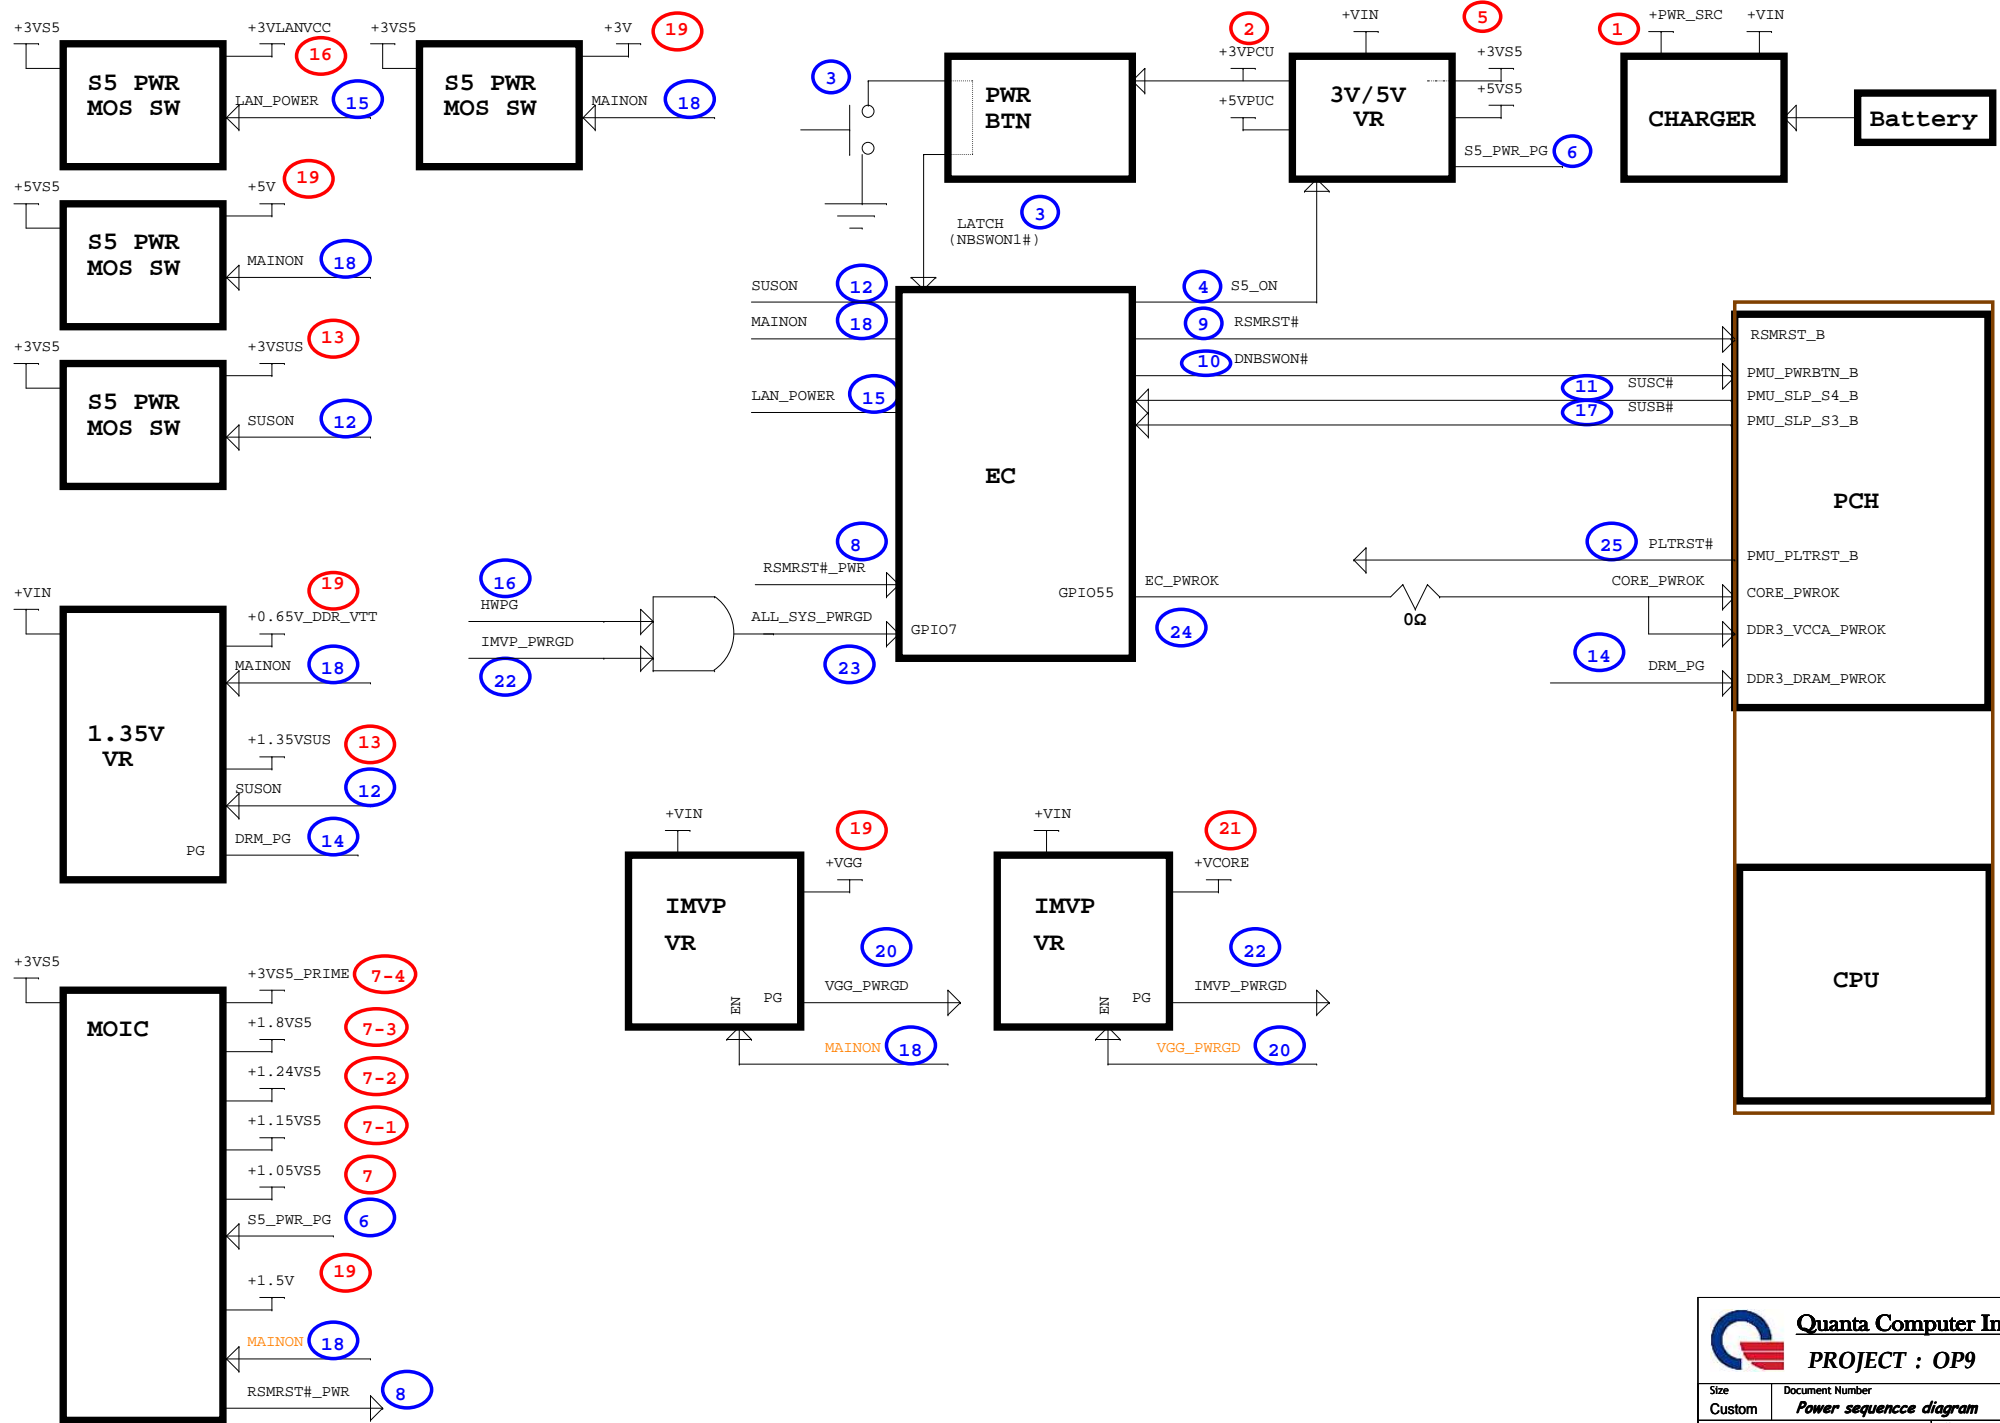 +3VS5
+3VLANVCC
16
S5 PWR
MOS SW
LAN_POWER
15
+3VS5
+3V
19
S5 PWR
MOS SW
MAINON
18
+5VS5
+5V
19
S5 PWR
MOS SW
MAINON
18
+3VS5
+3VSUS
13
S5 PWR
MOS SW
SUSON
12
+VIN
19
+0.65V_DDR_VTT
MAINON
18
1.35V
VR
+1.35VSUS
13
SUSON
12
DRM_PG
14
PG
+3VS5
MOIC
+3VS5_PRIME
7-4
+1.8VS5
7-3
+1.24VS5
7-2
+1.15VS5
7-1
+1.05VS5
7
S5_PWR_PG
6
+1.5V
19
MAINON
18
RSMRST#_PWR
8
3
PWR
BTN
LATCH
(NBSWON1#)
3
2
+3VPCU
+5VPUC
+VIN
5
3V/5V
VR
+3VS5
+5VS5
S5_PWR_PG
6
1
+PWR_SRC
+VIN
CHARGER
Battery
SUSON
12
MAINON
18
LAN_POWER
15
EC
4
S5_ON
9
RSMRST#
10
DNBSWON#
11
SUSC#
17
SUSB#
8
RSMRST#_PWR
16
HWPG
IMVP_PWRGD
22
ALL_SYS_PWRGD
23
GPIO7
GPIO55
EC_PWROK
24
0Ω
25
PLTRST#
CORE_PWROK
14
DRM_PG
RSMRST_B
PMU_PWRBTN_B
PMU_SLP_S4_B
PMU_SLP_S3_B
PCH
PMU_PLTRST_B
CORE_PWROK
DDR3_VCCA_PWROK
DDR3_DRAM_PWROK
CPU
+VIN
19
+VGG
IMVP
VR
20
VGG_PWRGD
EN
PG
MAINON
18
+VIN
21
+VCORE
IMVP
VR
22
IMVP_PWRGD
EN
PG
VGG_PWRGD
20
Quanta Computer In
PROJECT : OP9
Size
Custom
Document Number
Power sequencce diagram